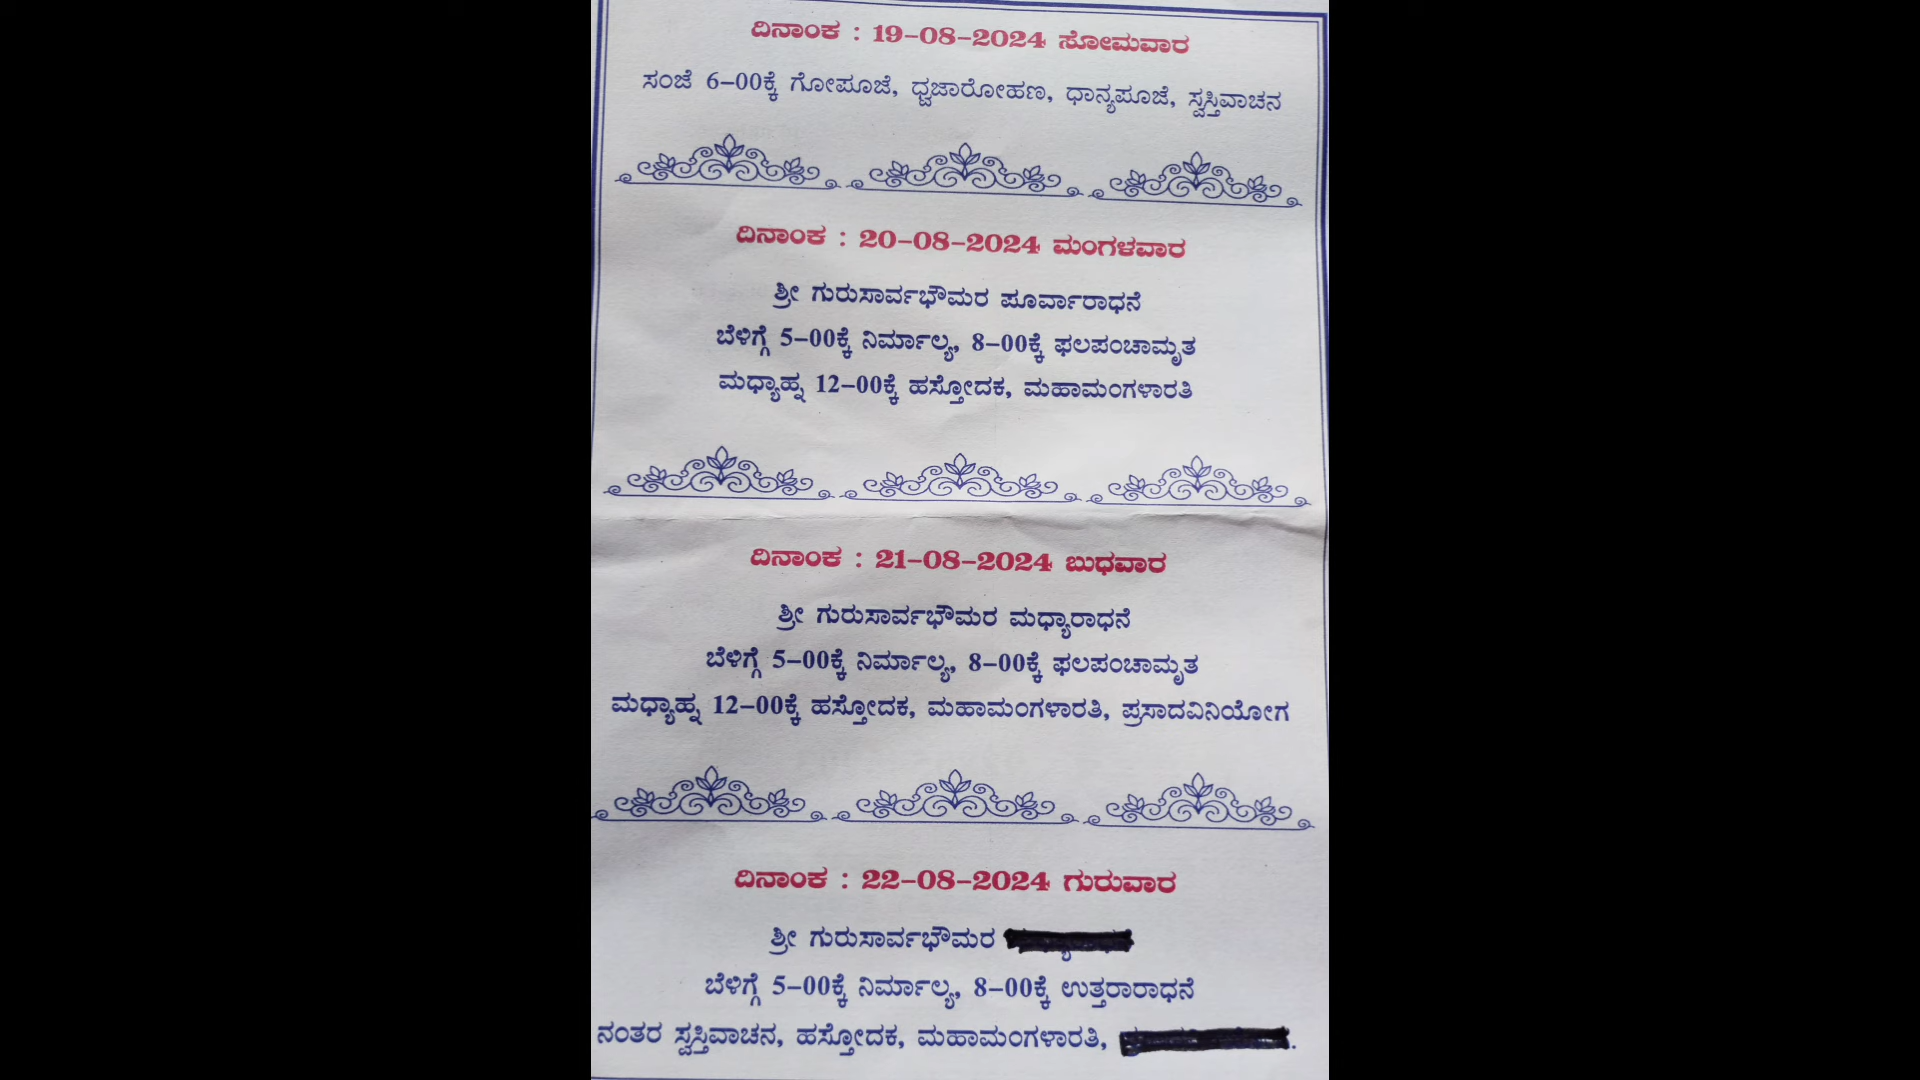 ದಿನಾಂಕ : 19-08-2024 ಸೋಮವಾರ
ಸಂಜೆ 6-00ಕ್ಕೆ ಗೋಪೂಜೆ, ಧ್ವಜಾರೋಹಣ, ಧಾನ್ಯಪೂಜೆ, ಸ್ವಸ್ತಿವಾಚನ
ದಿನಾಂಕ : 20-08-2024 ಮಂಗಳವಾರ
ಶ್ರೀ ಗುರುಸಾರ್ವಭೌಮರ ಪೂರ್ವಾರಾಧನೆ
ಬೆಳಿಗ್ಗೆ 5-00ಕ್ಕೆ ನಿರ್ಮಾಲ್ಯ, 8-00ಕ್ಕೆ ಫಲಪಂಚಾಮೃತ
ಮಧ್ಯಾಹ್ನ 12-00ಕ್ಕೆ ಹಸ್ತೋದಕ, ಮಹಾಮಂಗಳಾರತಿ
ದಿನಾಂಕ : 21-08-2024 ಬುಧವಾರ
ಶ್ರೀ ಗುರುಸಾರ್ವಭೌಮರ ಮಧ್ಯಾರಾಧನೆ
ಬೆಳಿಗ್ಗೆ 5-00ಕ್ಕೆ ನಿರ್ಮಾಲ್ಯ, 8-00ಕ್ಕೆ ಫಲಪಂಚಾಮೃತ
ಮಧ್ಯಾಹ್ನ 12-00ಕ್ಕೆ ಹಸ್ತೋದಕ, ಮಹಾಮಂಗಳಾರತಿ, ಪ್ರಸಾದವಿನಿಯೋಗ
ದಿನಾಂಕ : 22-08-2024 ಗುರುವಾರ
ಶ್ರೀ ಗುರುಸಾರ್ವಭೌಮರ
ಬೆಳಿಗ್ಗೆ 5-00ಕ್ಕೆ ನಿರ್ಮಾಲ್ಯ, 8-00ಕ್ಕೆ ಉತ್ತರಾರಾಧನೆ
ನಂತರ ಸ್ವಸ್ತಿವಾಚನ, ಹಸ್ತೋದಕ, ಮಹಾಮಂಗಳಾರತಿ,